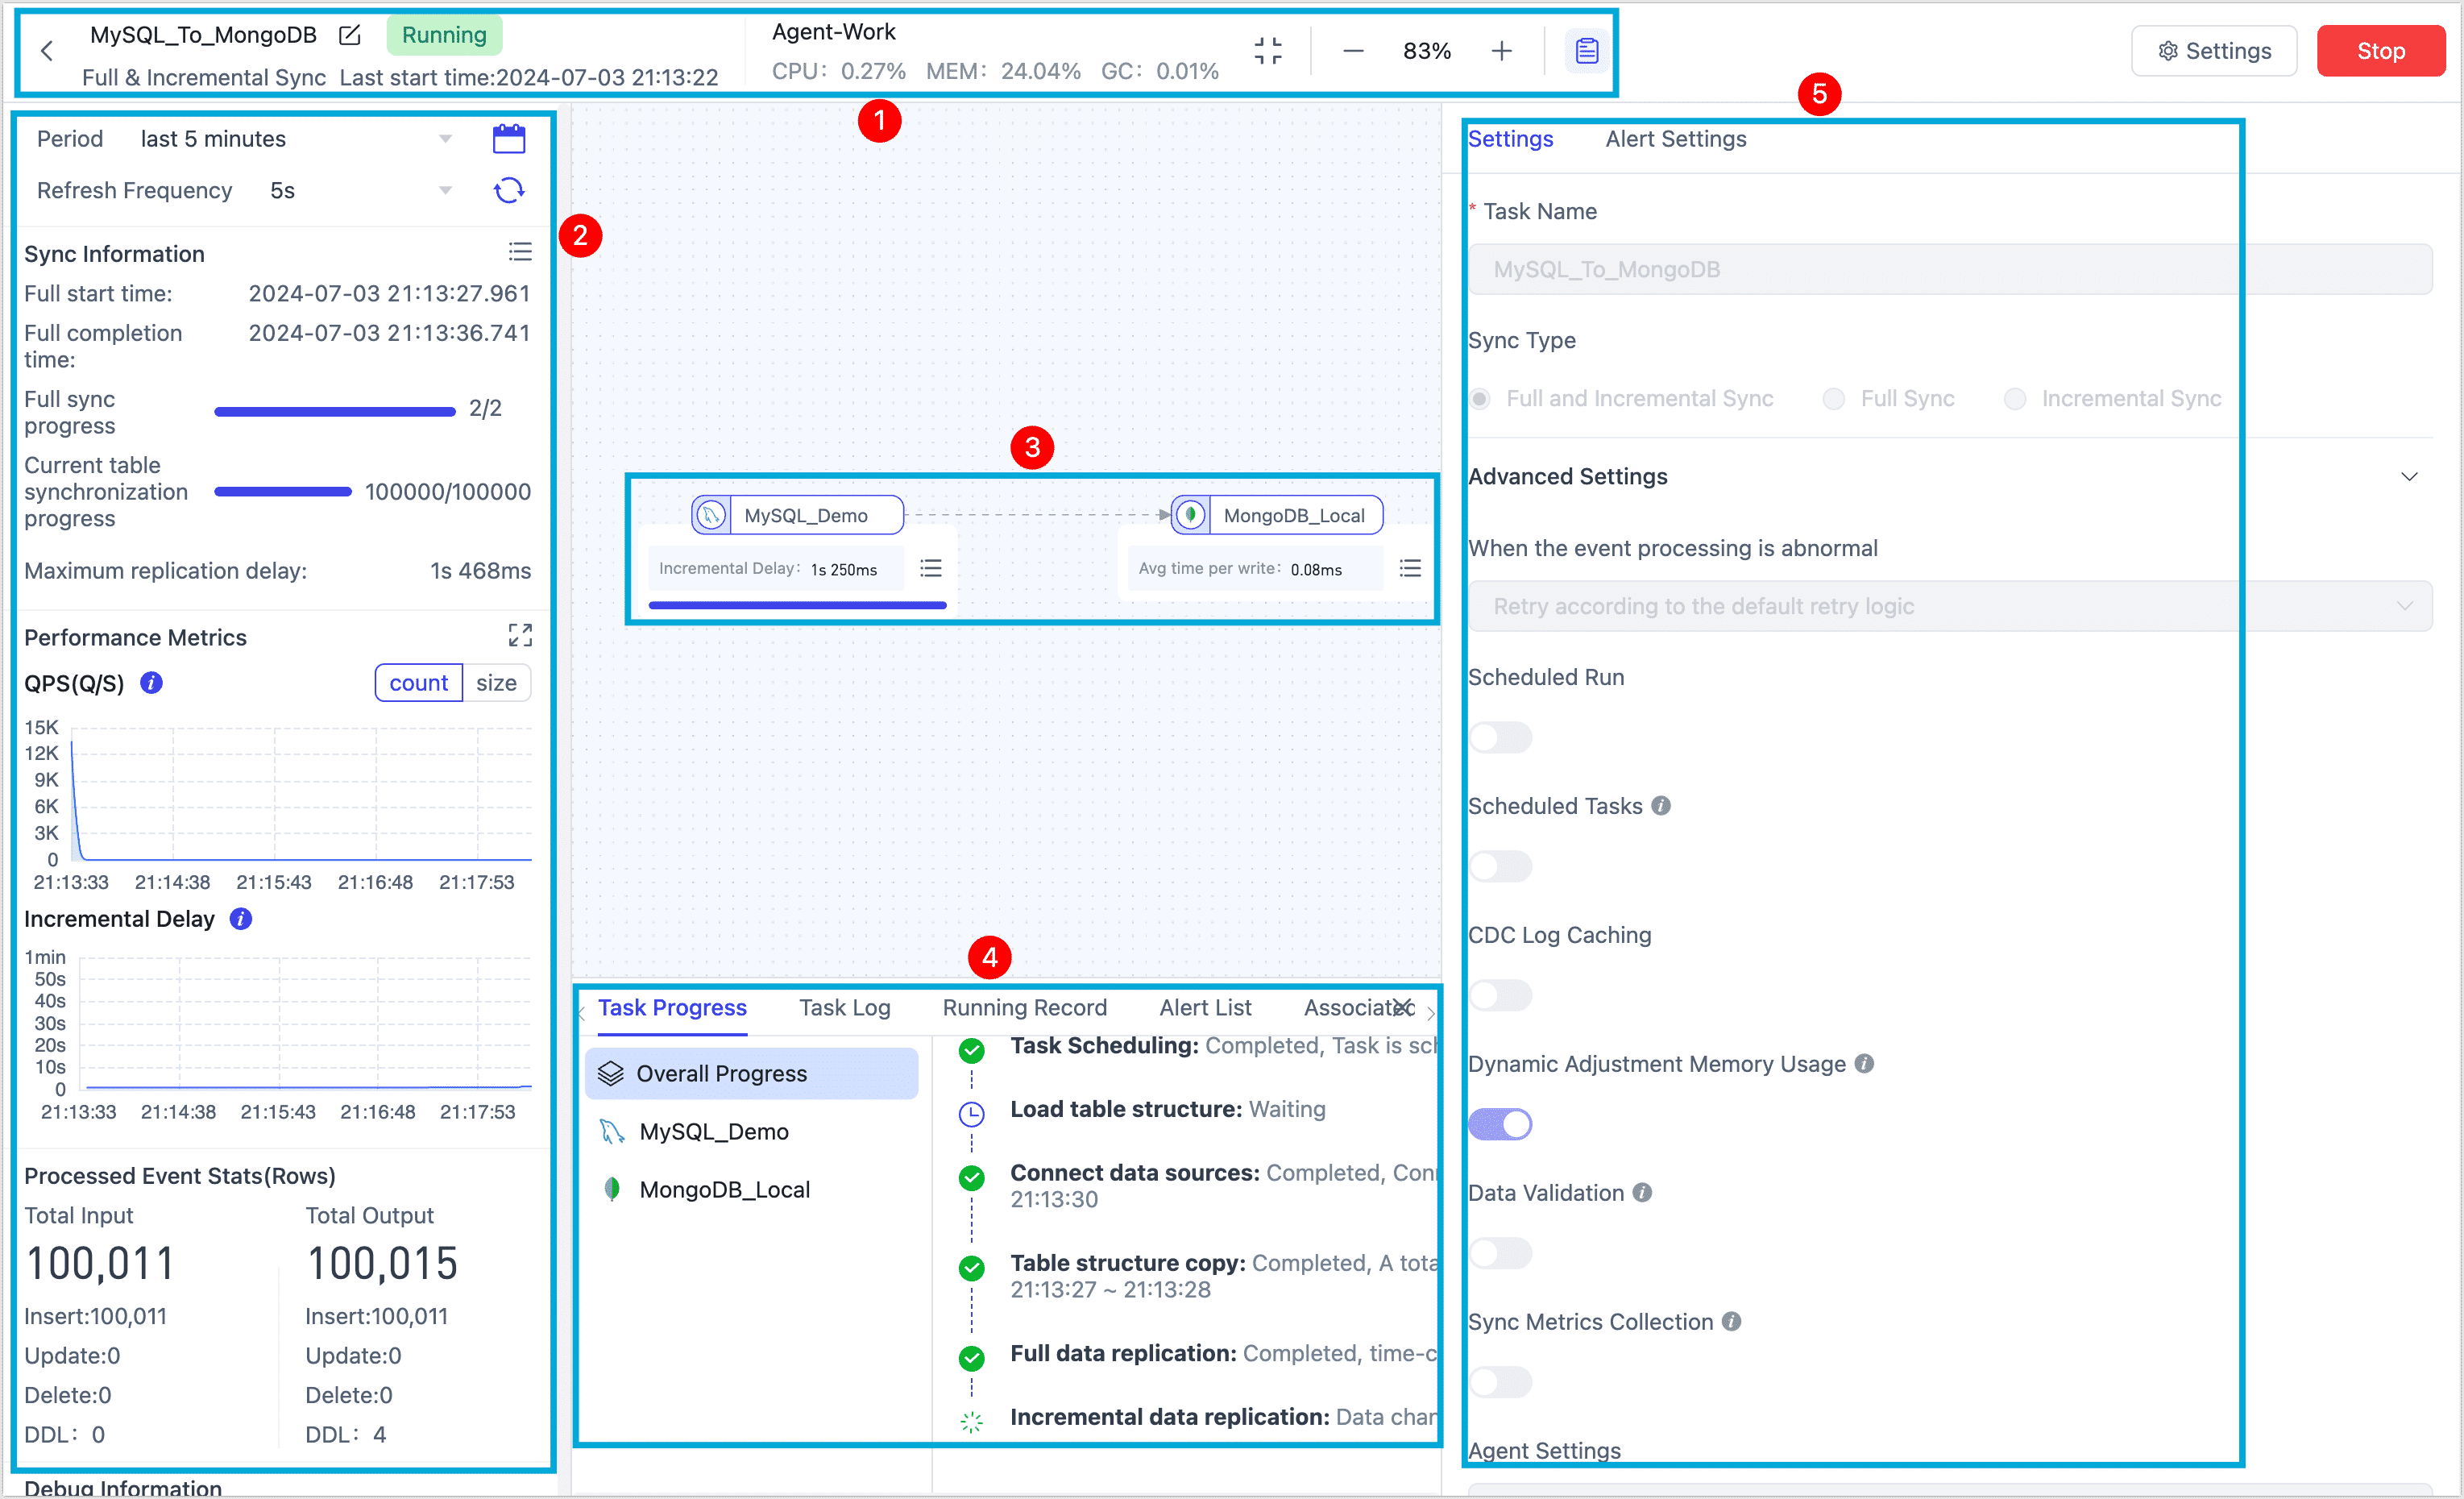 MySQL_To_MongoDB
Running
Full & Incremental Sync Last start time:2024-07-03 21:13:22
Agent-Work
CPU: 0.27% MEM: 24.04% GC: 0.01%
83%
Settings
Stop
1
Period last 5 minutes
Refresh Frequency 5s
2
Sync Information
Full start time: 2024-07-03 21:13:27.961
Full completion time: 2024-07-03 21:13:36.741
Full sync progress 2/2
Current table synchronization progress 100000/100000
Maximum replication delay: 1s 468ms
Performance Metrics
QPS(Q/S) count size
15K
12K
9K
6K
3K
0
21:13:33 21:14:38 21:15:43 21:16:48 21:17:53
Incremental Delay
1min
50s
40s
30s
20s
10s
0
21:13:33 21:14:38 21:15:43 21:16:48 21:17:53
Processed Event Stats(Rows)
Total Input Total Output
100,011 100,015
Insert:100,011 Insert:100,011
Update:0 Update:0
Delete:0 Delete:0
DDL: 0 DDL: 4
Debug Information
3
MySQL_Demo
Incremental Delay: 1s 250ms
MongoDB_Local
Avg time per write: 0.08ms
4
Task Progress Task Log Running Record Alert List
Overall Progress
MySQL_Demo
MongoDB_Local
Task Scheduling: Completed, Task is
Load table structure: Waiting
Connect data sources: Completed,
21:13:30
Table structure copy: Completed, A
21:13:27 ~ 21:13:28
Full data replication: Completed,
Incremental data replication: Data
5
Settings Alert Settings
* Task Name
MySQL_To_MongoDB
Sync Type
Full and Incremental Sync Full Sync Incremental Sync
Advanced Settings
When the event processing is abnormal
Retry according to the default retry logic
Scheduled Run
Scheduled Tasks
CDC Log Caching
Dynamic Adjustment Memory Usage
Data Validation
Sync Metrics Collection
Agent Settings